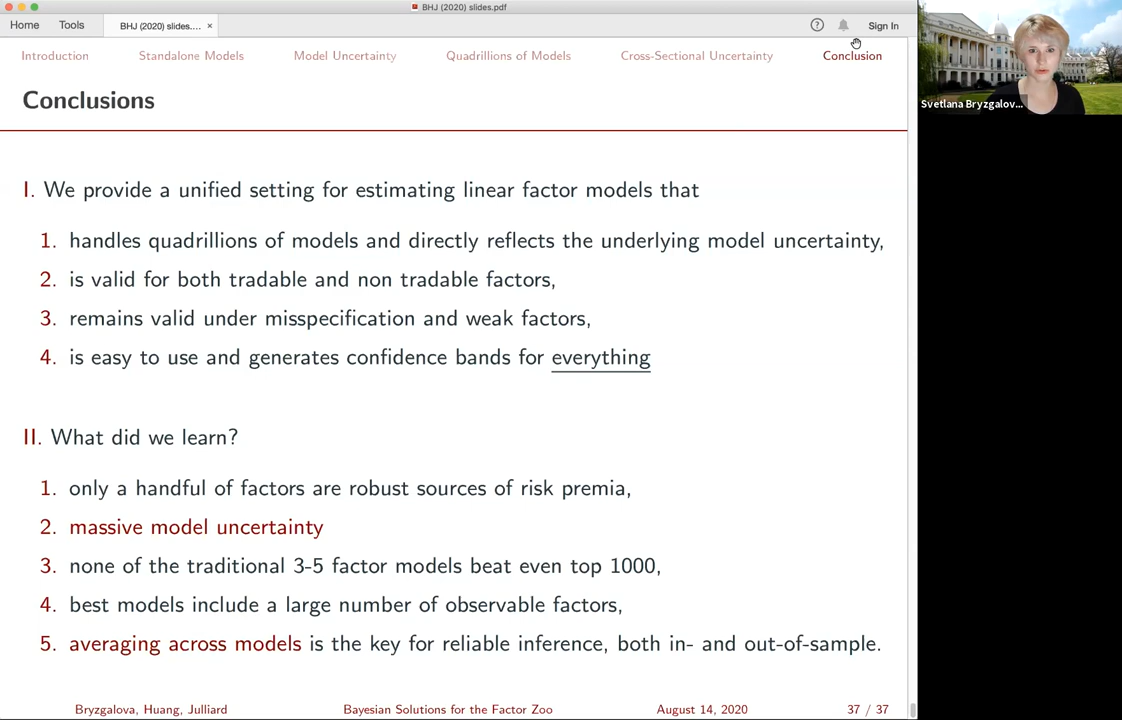 BHJ (2020) slides.pdf
Home Tools BHJ (2020) slides.... × ? Sign In
Introduction Standalone Models Model Uncertainty Quadrillions of Models Cross-Sectional Uncertainty Conclusion
Svetlana Bryzgalov...
Conclusions
I. We provide a unified setting for estimating linear factor models that
1. handles quadrillions of models and directly reflects the underlying model uncertainty,
2. is valid for both tradable and non tradable factors,
3. remains valid under misspecification and weak factors,
4. is easy to use and generates confidence bands for everything
II. What did we learn?
1. only a handful of factors are robust sources of risk premia,
2. massive model uncertainty
3. none of the traditional 3-5 factor models beat even top 1000,
4. best models include a large number of observable factors,
5. averaging across models is the key for reliable inference, both in- and out-of-sample.
Bryzgalova, Huang, Julliard Bayesian Solutions for the Factor Zoo August 14, 2020 37 / 37